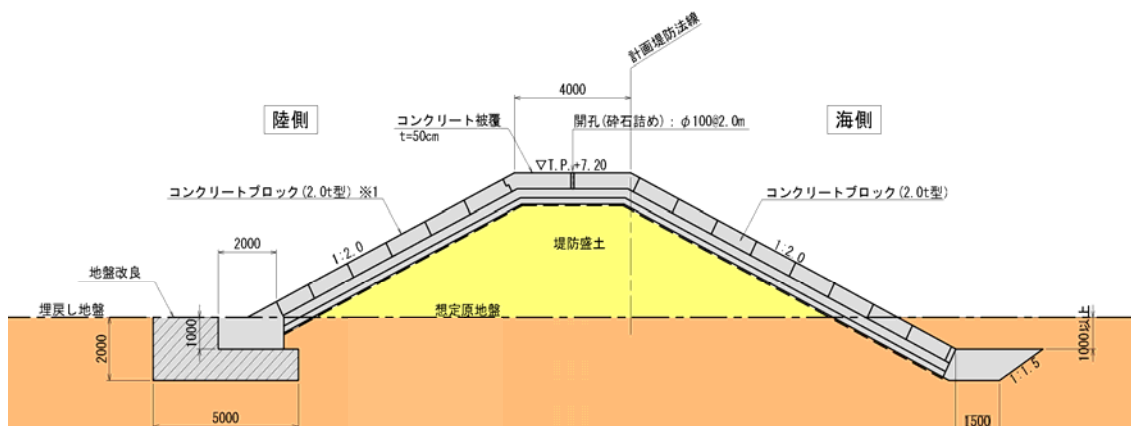 計画堤防法線
4000
陸側
海側
コンクリート被覆
t=50cm
開孔(砕石詰め):φ100@2.0m
▽T.P.+7.20
コンクリートブロック(2.0t型)※1
コンクリートブロック(2.0t型)
1:2.0
1:2.0
2000
堤防盛土
地盤改良
埋戻し地盤
想定原地盤
1000
2000
1000以上
1:1.5
5000
1500